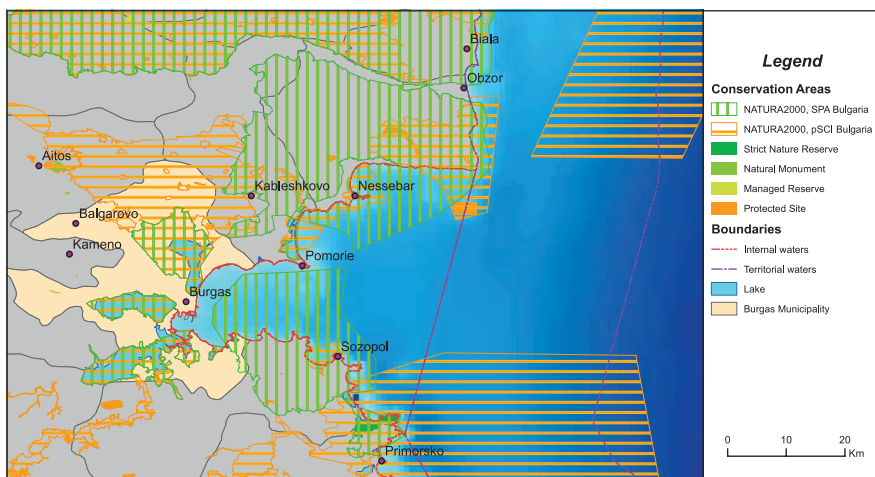 Biala
Obzor
Aitos
Kableshkovo
Nessebar
Balgarovo
Kameno
Pomorie
Burgas
Sozopol
Primorsko
Legend
Conservation Areas
NATURA2000, SPA Bulgaria
NATURA2000, pSCI Bulgaria
Strict Nature Reserve
Natural Monument
Managed Reserve
Protected Site
Boundaries
Internal waters
Territorial waters
Lake
Burgas Municipality
0 10 20
Km